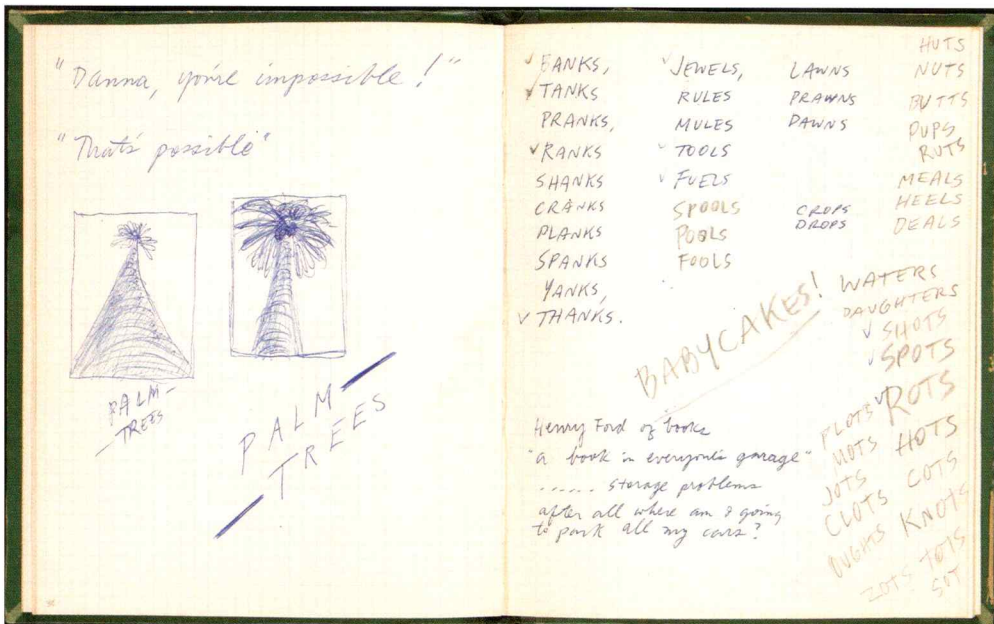 "Danna, you're impossible!"
"That's possible"
PALM-
-TREES
PALM-
-TREES
✓ BANKS,
✓ TANKS
PRANKS,
✓ RANKS
SHANKS
CRANKS
PLANKS
SPANKS
YANKS,
✓ THANKS.
✓ JEWELS,
RULES
MULES
✓ TOOLS
✓ FUELS
SPOOLS
POOLS
FOOLS
LAWNS
PRAWNS
DAWNS
CROPS
DROPS
HUTS
NUTS
BUTTS
PUPS
RUTS
MEALS
HEELS
DEALS
WATERS
DAUGHTERS
✓ SHOTS
✓ SPOTS
PLOTS ✓ ROTS
HOTS
JOTS
CLOTS COTS
KNOTS
ZOTS TOTS
SOT
BABYCAKES!
Henry Ford of books
"a book in everyone's garage"
...... storage problems
after all where am I going
to park all my cars?